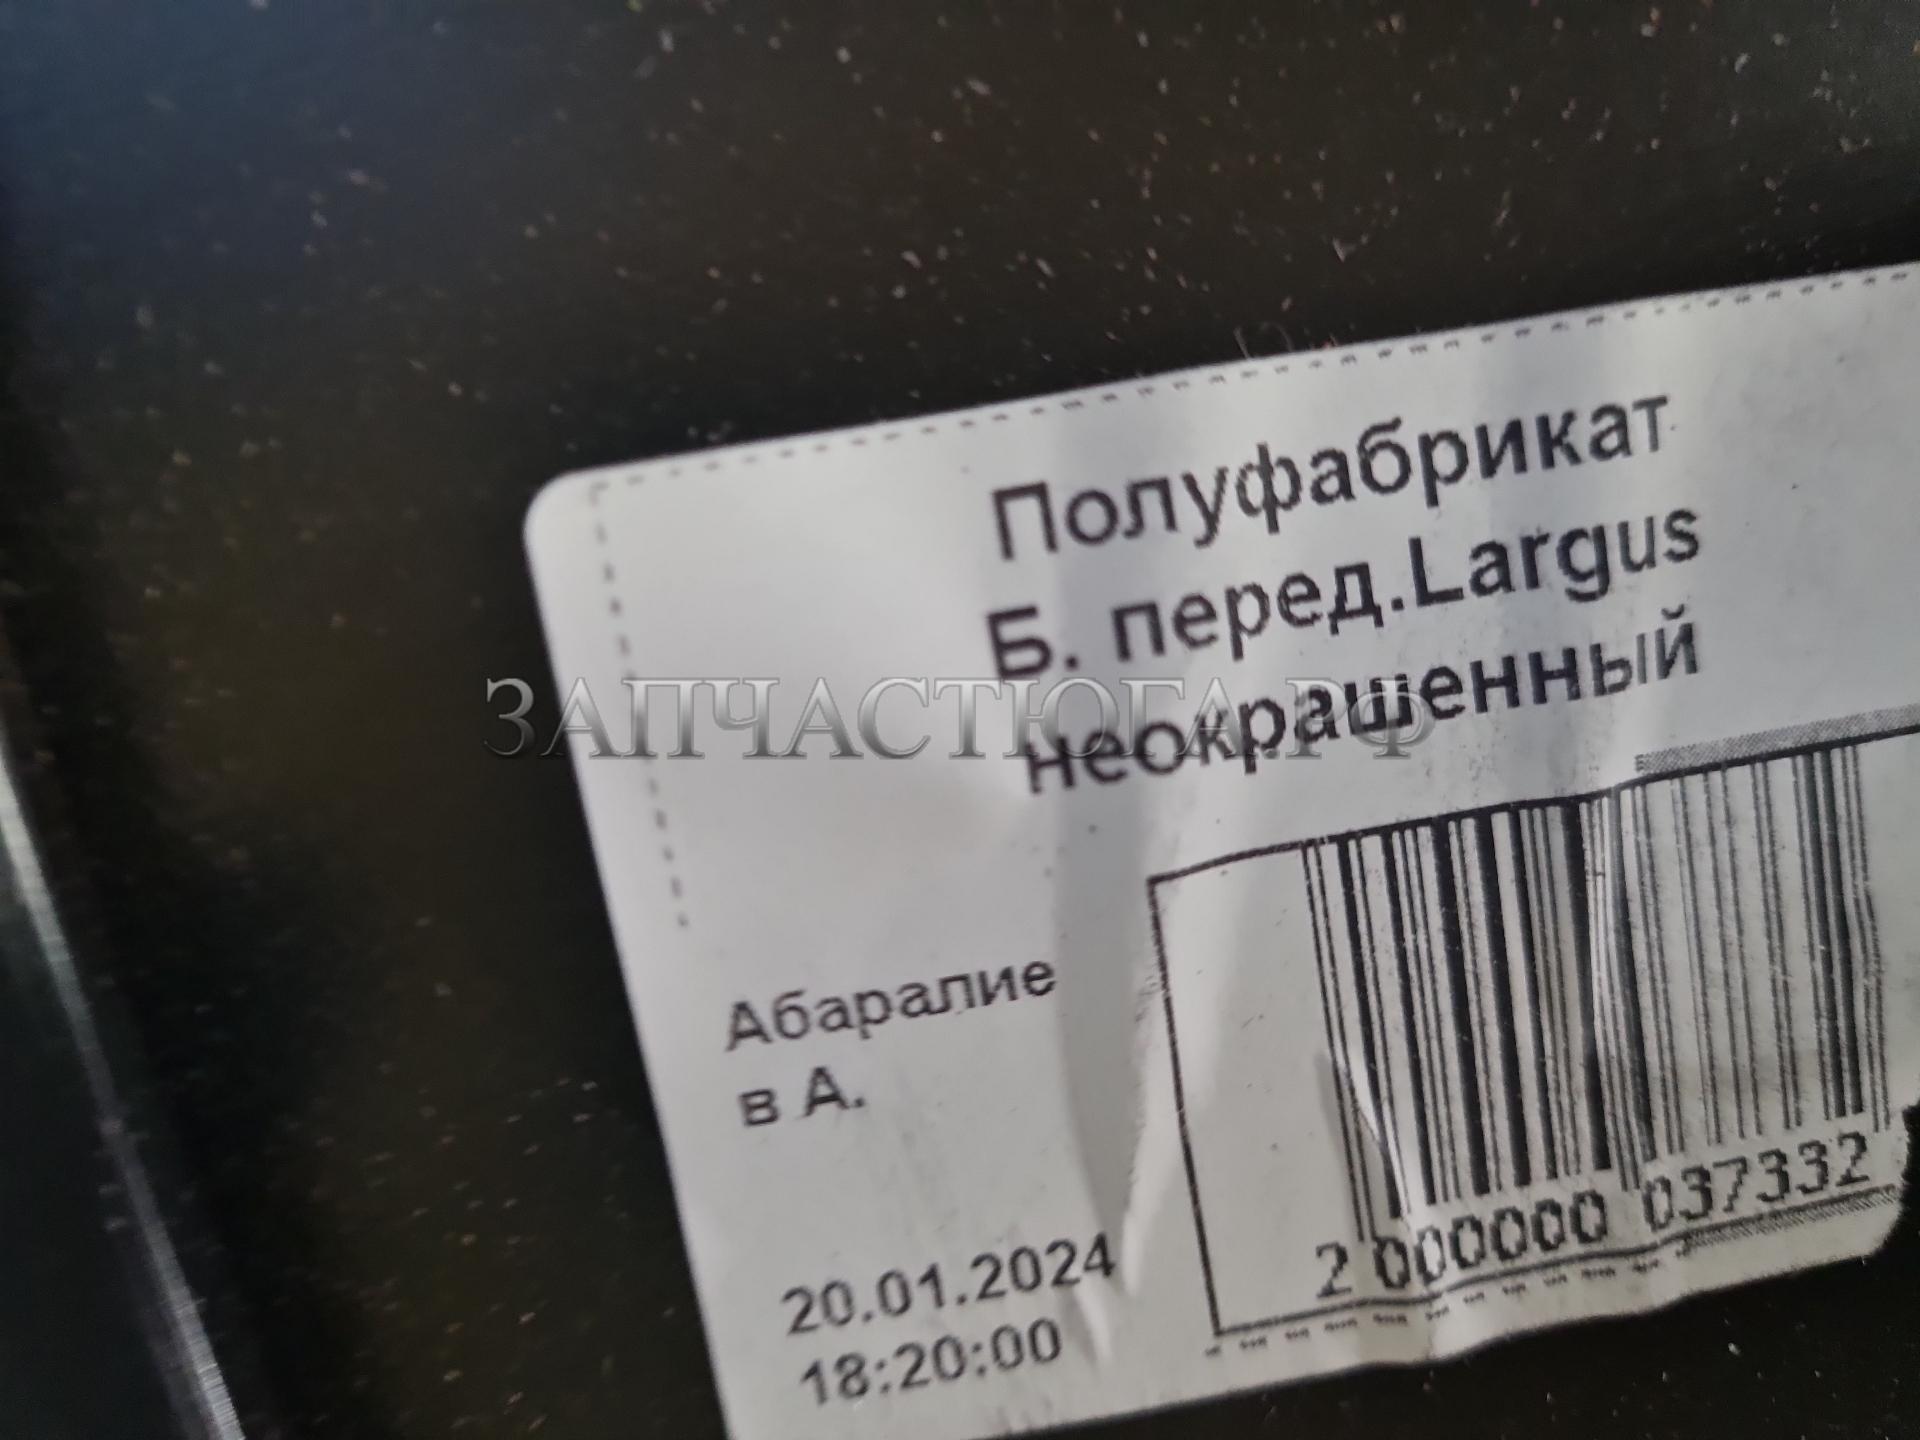 Полуфабрикат
Б. перед.Largus
неокрашенный
ЗАПЧАСТЮГА.РФ
Абаралие
в А.
20.01.2024
18:20:00
2 000000 037332